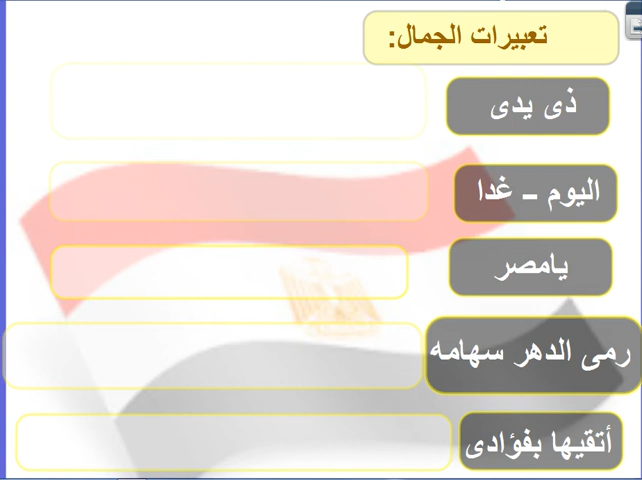 تعبيرات الجمال:
ذى يدى
اليوم – غدا
يامصر
رمى الدهر سهامه
أتقيها بفؤادى